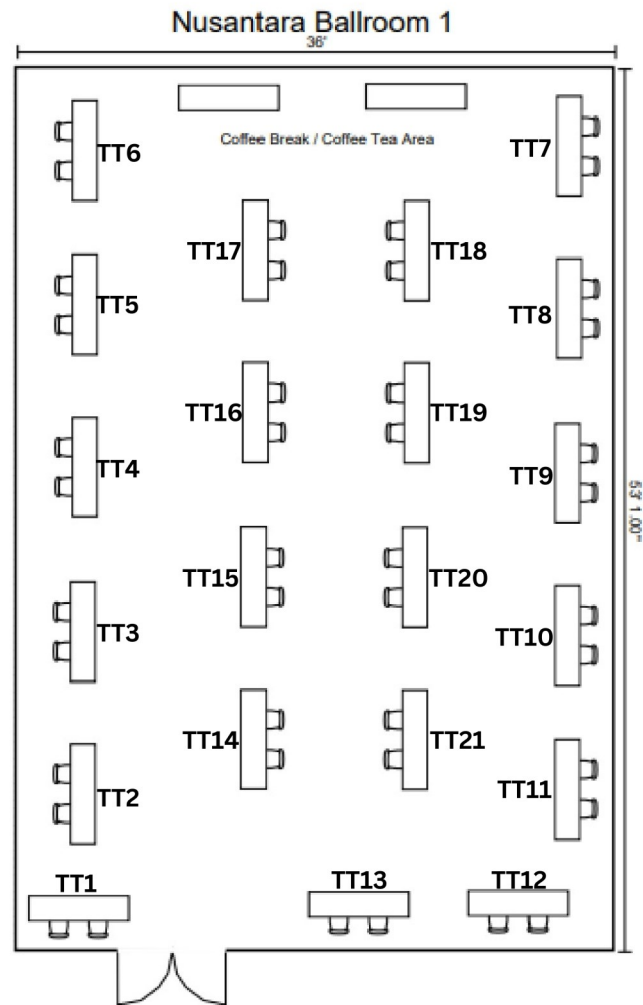 Nusantara Ballroom 1
36'
Coffee Break / Coffee Tea Area
TT6
TT7
TT17
TT18
TT5
TT8
TT16
TT19
TT4
TT9
53' 1.00"
TT15
TT20
TT3
TT10
TT14
TT21
TT2
TT11
TT1
TT13
TT12